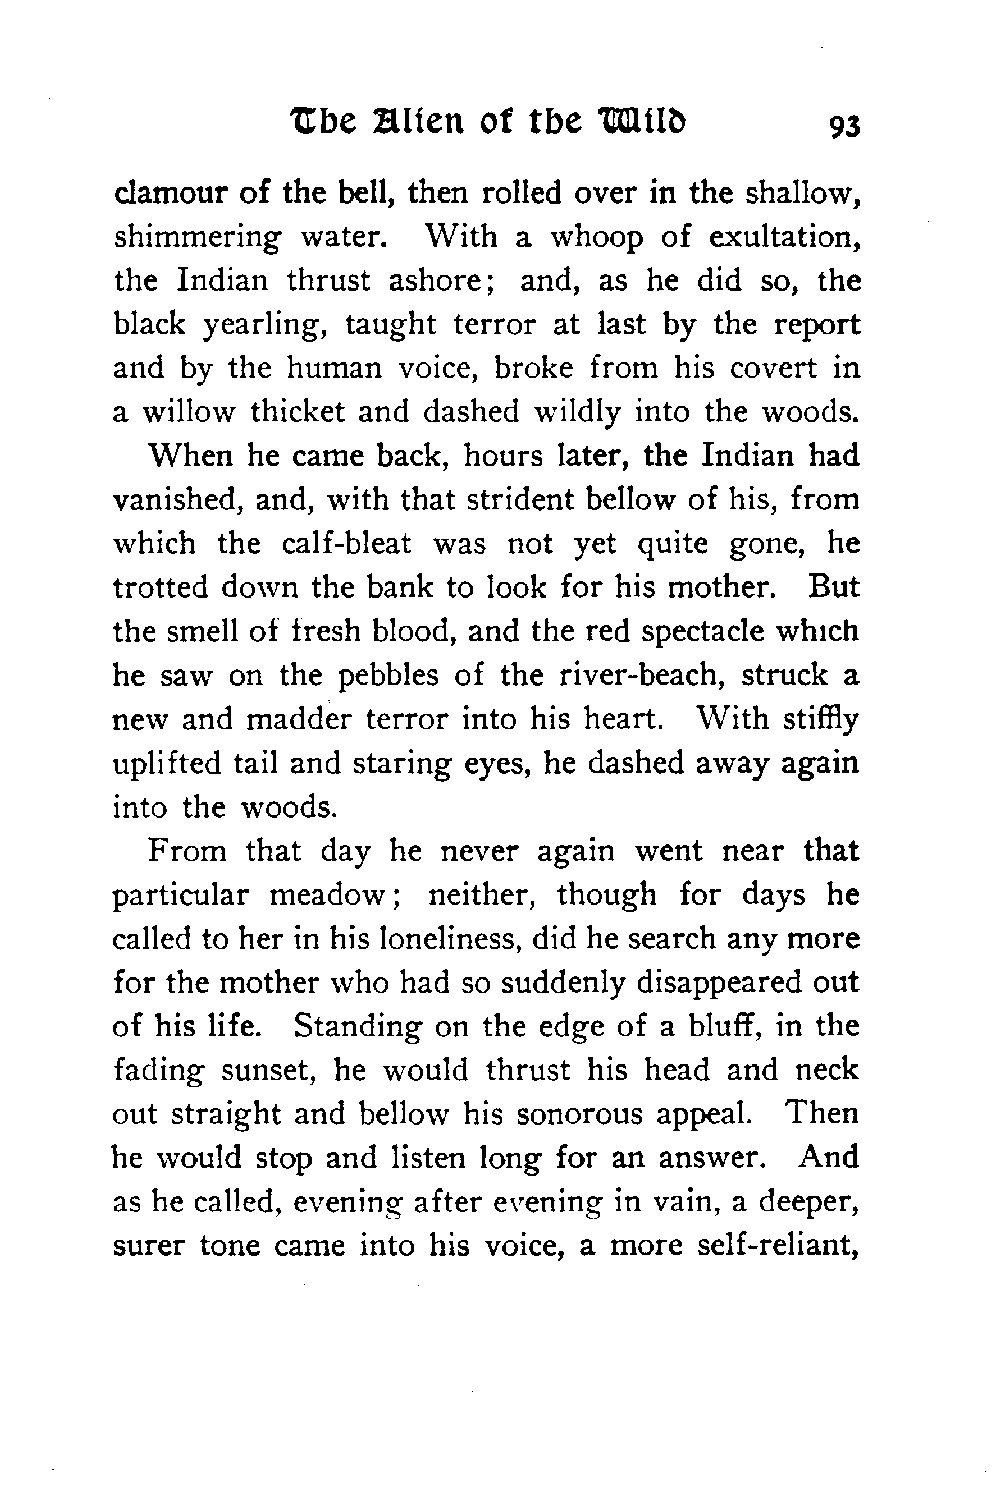 The Alien of the Wild 93
clamour of the bell, then rolled over in the shallow,
shimmering water. With a whoop of exultation,
the Indian thrust ashore; and, as he did so, the
black yearling, taught terror at last by the report
and by the human voice, broke from his covert in
a willow thicket and dashed wildly into the woods.
When he came back, hours later, the Indian had
vanished, and, with that strident bellow of his, from
which the calf-bleat was not yet quite gone, he
trotted down the bank to look for his mother. But
the smell of fresh blood, and the red spectacle which
he saw on the pebbles of the river-beach, struck a
new and madder terror into his heart. With stiffly
uplifted tail and staring eyes, he dashed away again
into the woods.
From that day he never again went near that
particular meadow; neither, though for days he
called to her in his loneliness, did he search any more
for the mother who had so suddenly disappeared out
of his life. Standing on the edge of a bluff, in the
fading sunset, he would thrust his head and neck
out straight and bellow his sonorous appeal. Then
he would stop and listen long for an answer. And
as he called, evening after evening in vain, a deeper,
surer tone came into his voice, a more self-reliant,